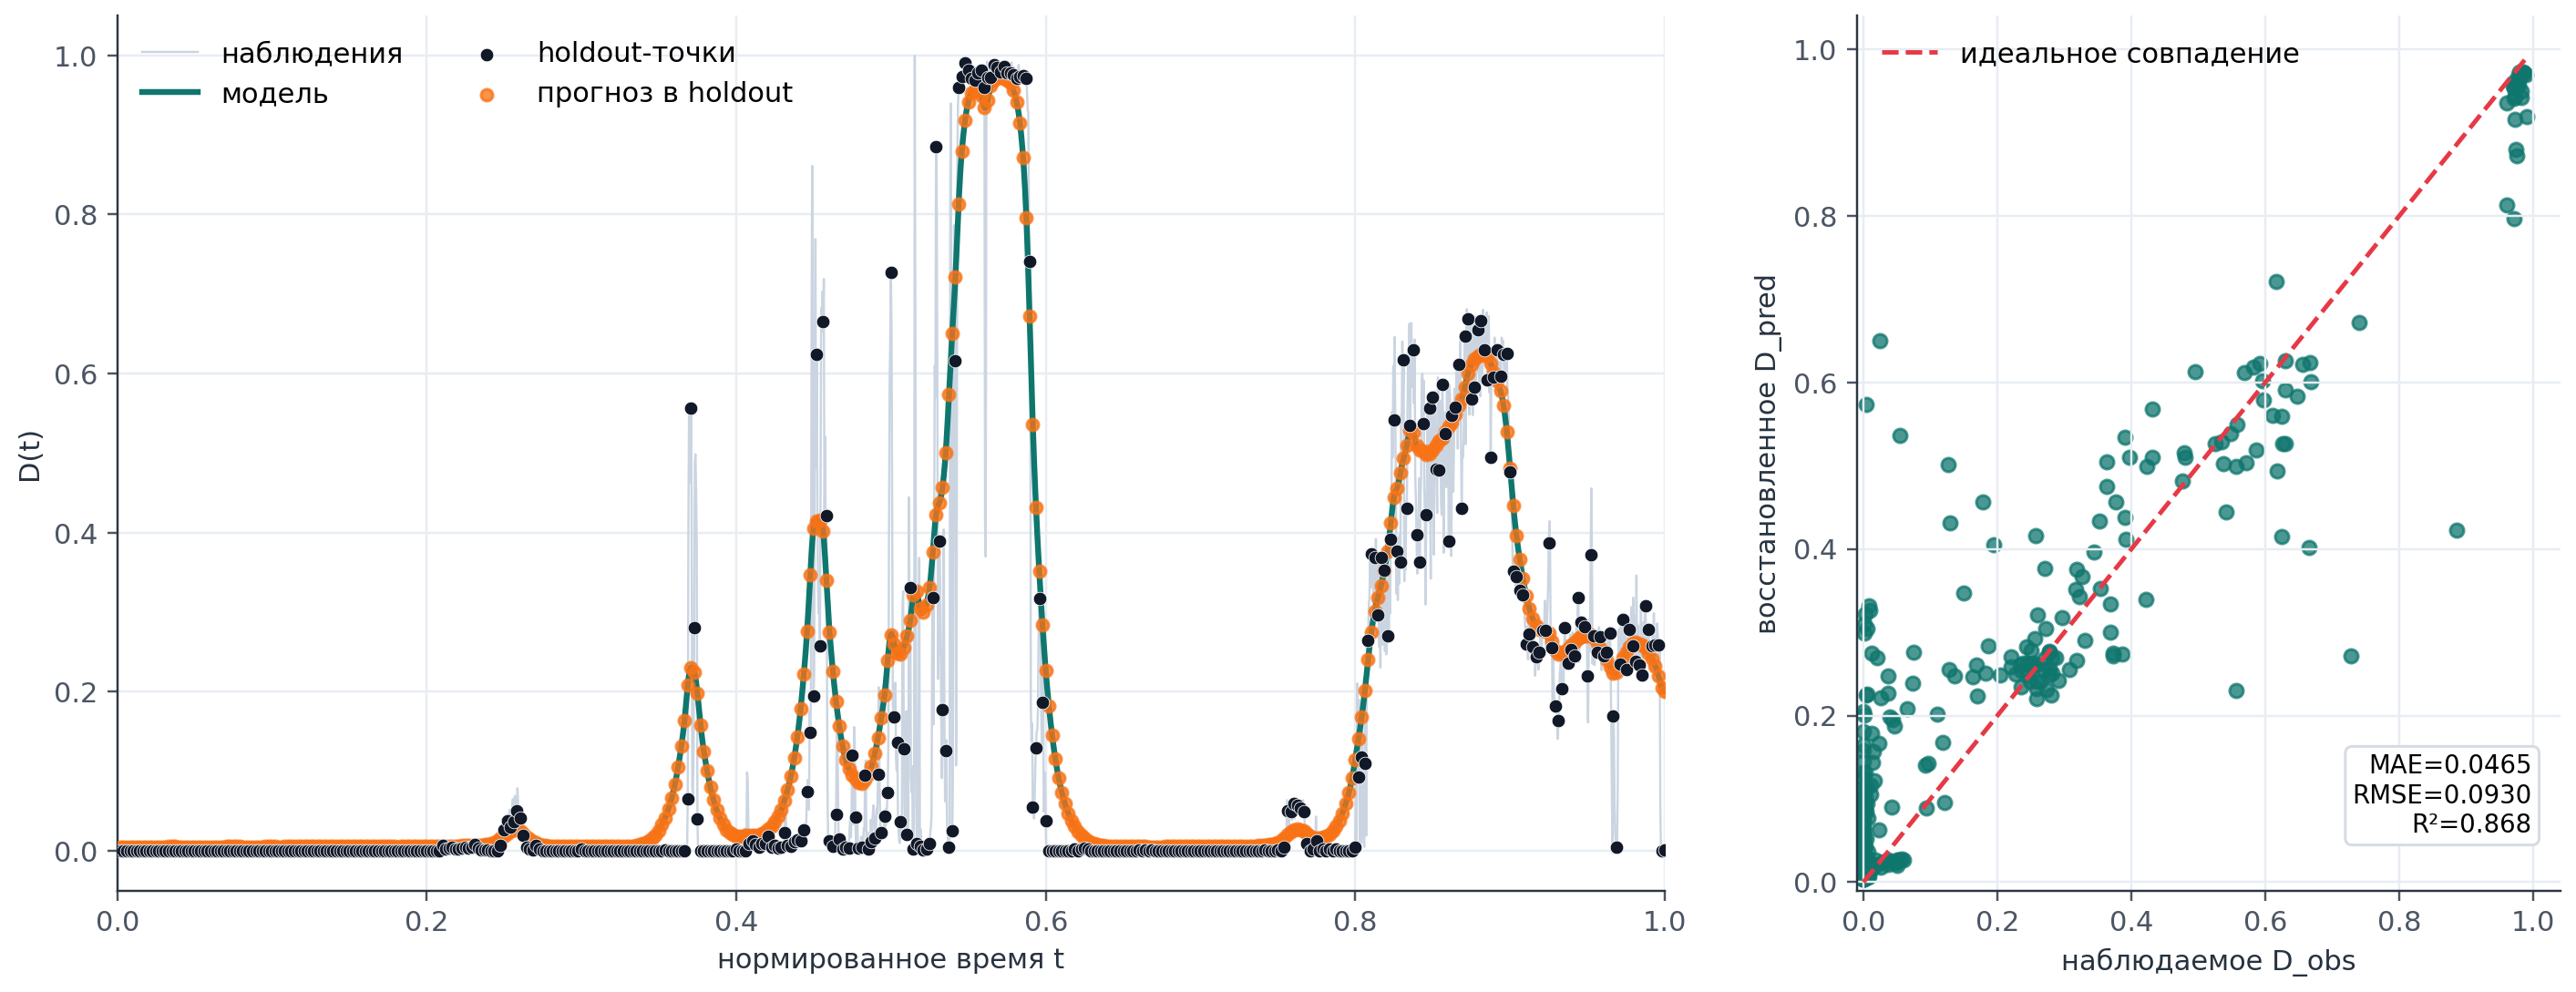 наблюдения
модель
holdout-точки
прогноз в holdout
1.0
0.8
0.6
0.4
0.2
0.0
D(t)
0.0 0.2 0.4 0.6 0.8 1.0
нормированное время t
идеальное совпадение
1.0
0.8
0.6
0.4
0.2
0.0
восстановленное D_pred
MAE=0.0465
RMSE=0.0930
R²=0.868
0.0 0.2 0.4 0.6 0.8 1.0
наблюдаемое D_obs